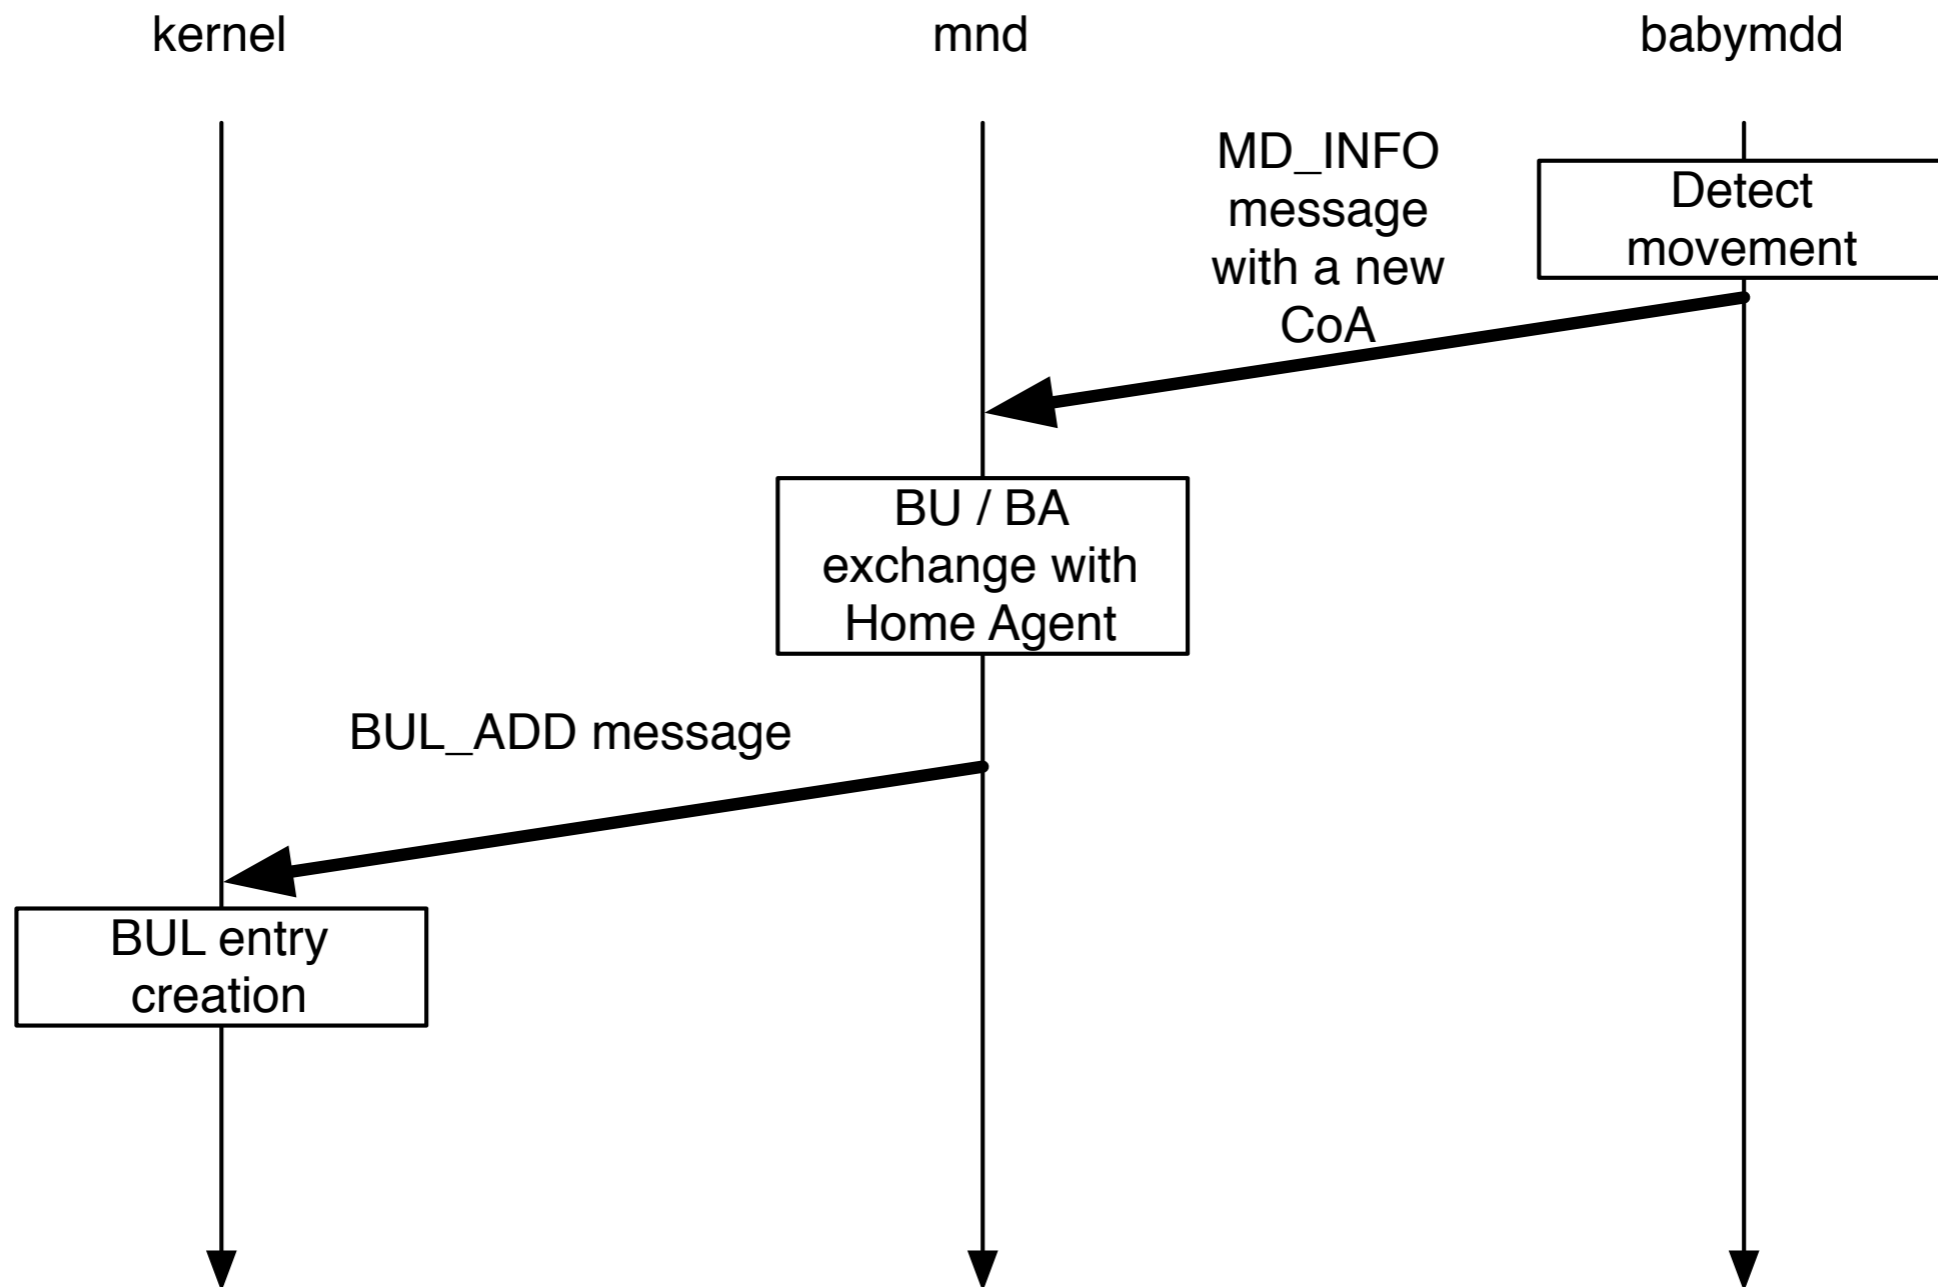 kernel
mnd
babymdd
MD_INFO
message
with a new
CoA
Detect
movement
BU / BA
exchange with
Home Agent
BUL_ADD message
BUL entry
creation